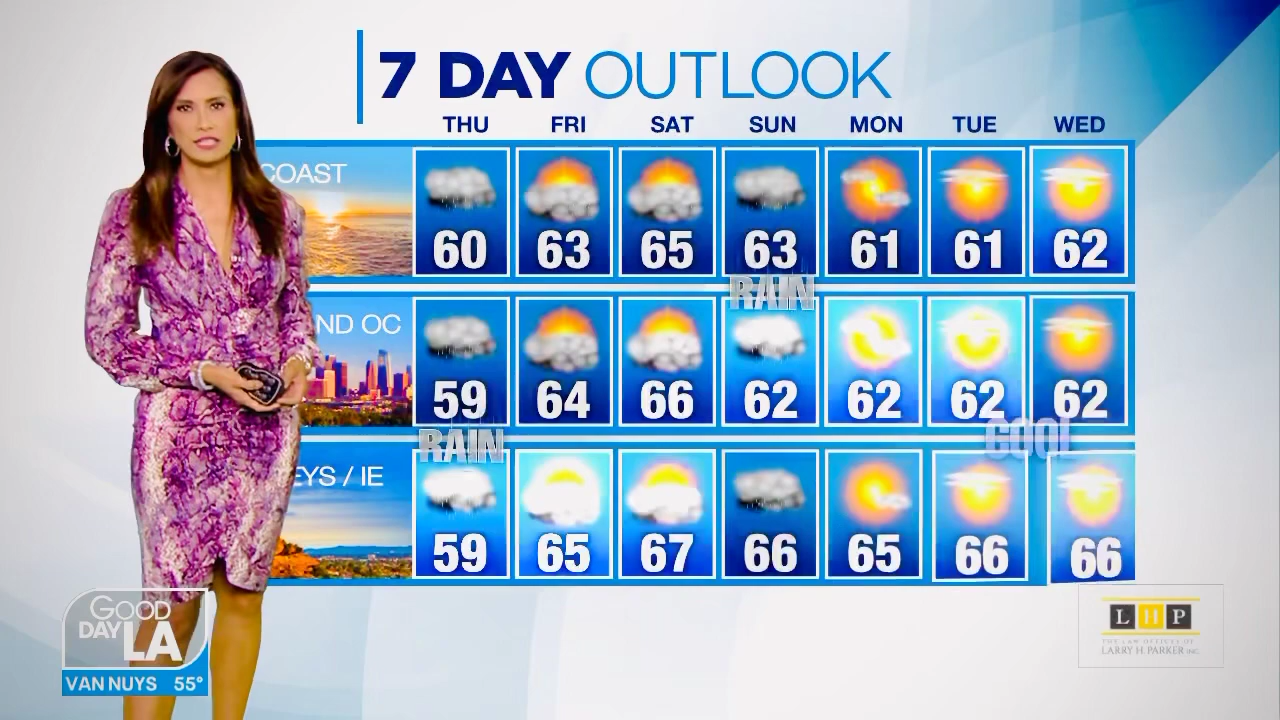 7 DAY OUTLOOK
THU FRI SAT SUN MON TUE WED
COAST
60 63 65 63 61 61 62
RAIN
ND OC
59 64 66 62 62 62 62
RAIN
COOL
EYS / IE
59 65 67 66 65 66 66
GOOD
DAY LA
VAN NUYS 55°
L H P
THE LAW OFFICES OF
LARRY H. PARKER INC.